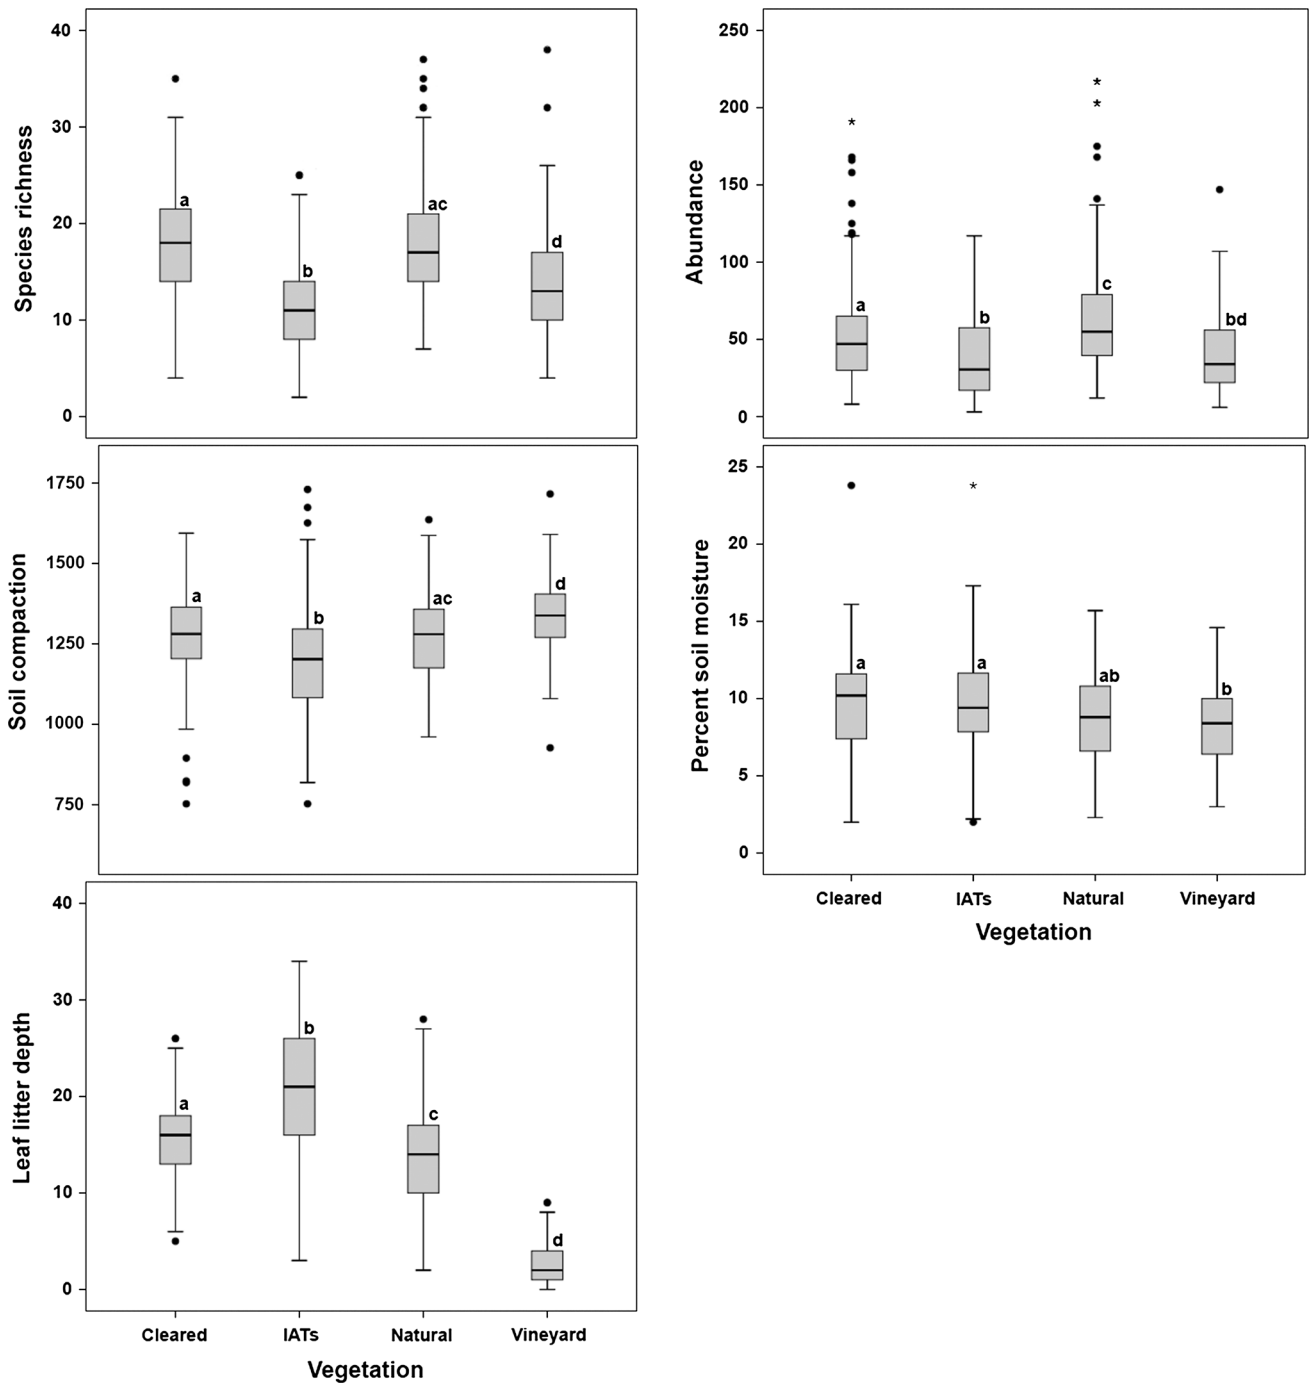 Species richness
40
30
20
10
0
a
b
ac
d
Abundance
250
200
150
100
50
0
*
*
*
a
b
c
bd
Soil compaction
1750
1500
1250
1000
750
a
b
ac
d
Percent soil moisture
25
20
15
10
5
0
*
a
a
ab
b
Cleared IATs Natural Vineyard
Vegetation
Leaf litter depth
40
30
20
10
0
a
b
c
d
Cleared IATs Natural Vineyard
Vegetation